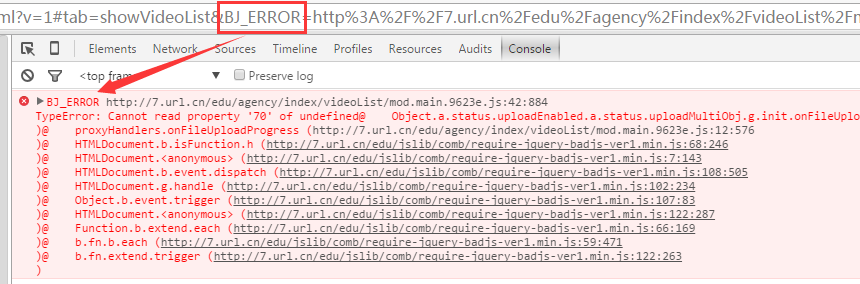 ml?v=1#tab=showVideoList&BJ_ERROR=http%3A%2F%2F7.url.cn%2Fedu%2Fagency%2Findex%2FvideoList%2Fm
Elements Network Sources Timeline Profiles Resources Audits Console
<top frame> Preserve log
BJ_ERROR http://7.url.cn/edu/agency/index/videoList/mod.main.9623e.js:42:884
TypeError: Cannot read property '70' of undefined@ Object.a.status.uploadEnabled.a.status.uploadMultiObj.g.init.onFileUplo
)@ proxyHandlers.onFileUploadProgress (http://7.url.cn/edu/agency/index/videoList/mod.main.9623e.js:12:576
)@ HTMLDocument.b.isFunction.h (http://7.url.cn/edu/jslib/comb/require-jquery-badjs-ver1.min.js:68:246
)@ HTMLDocument.<anonymous> (http://7.url.cn/edu/jslib/comb/require-jquery-badjs-ver1.min.js:7:143
)@ HTMLDocument.b.event.dispatch (http://7.url.cn/edu/jslib/comb/require-jquery-badjs-ver1.min.js:108:505
)@ HTMLDocument.g.handle (http://7.url.cn/edu/jslib/comb/require-jquery-badjs-ver1.min.js:102:234
)@ Object.b.event.trigger (http://7.url.cn/edu/jslib/comb/require-jquery-badjs-ver1.min.js:107:83
)@ HTMLDocument.<anonymous> (http://7.url.cn/edu/jslib/comb/require-jquery-badjs-ver1.min.js:122:287
)@ Function.b.extend.each (http://7.url.cn/edu/jslib/comb/require-jquery-badjs-ver1.min.js:66:169
)@ b.fn.b.each (http://7.url.cn/edu/jslib/comb/require-jquery-badjs-ver1.min.js:59:471
)@ b.fn.extend.trigger (http://7.url.cn/edu/jslib/comb/require-jquery-badjs-ver1.min.js:122:263
)